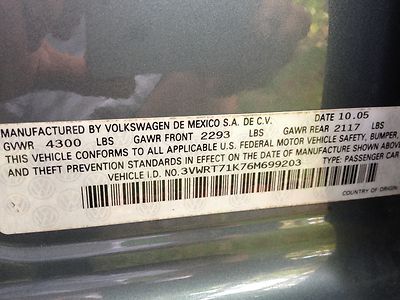 MANUFACTURED BY VOLKSWAGEN DE MEXICO S.A. DE C.V. DATE 10.05
GVWR 4300 LBS GAWR FRONT 2293 LBS GAWR REAR 2117 LBS
THIS VEHICLE CONFORMS TO ALL APPLICABLE U.S. FEDERAL MOTOR VEHICLE SAFETY, BUMPER,
AND THEFT PREVENTION STANDARDS IN EFFECT ON THE DATE OF MANUFACTURE SHOWN ABOVE
VEHICLE I.D. NO. 3VWRT71K76M699203 TYPE: PASSENGER CAR
COUNTRY OF ORIGIN